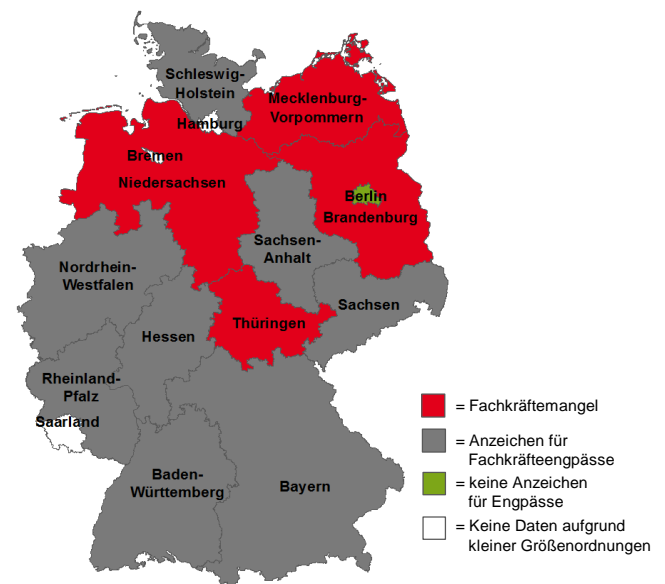 Schleswig-
Holstein
Mecklenburg-
Vorpommern
Hamburg
Bremen
Niedersachsen
Berlin
Brandenburg
Sachsen-
Anhalt
Nordrhein-
Westfalen
Sachsen
Thüringen
Hessen
Rheinland-
Pfalz
Saarland
Baden-
Württemberg
Bayern
= Fachkräftemangel
= Anzeichen für
Fachkräfteengpässe
= keine Anzeichen
für Engpässe
= Keine Daten aufgrund
kleiner Größenordnungen